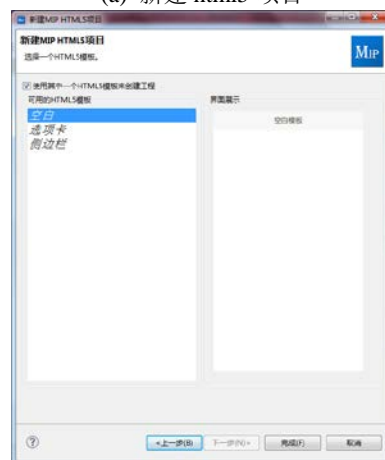 (a) 新建 html5 项目
新建MIP HTML5项目
新建MIP HTML5项目
选择一个HTML5模板。
MIP
使用其中一个HTML5模板来创建工程
可用的HTML5模板
界面展示
空白
选项卡
侧边栏
空白模板
<上一步(B)
下一步(N)>
完成(F)
取消